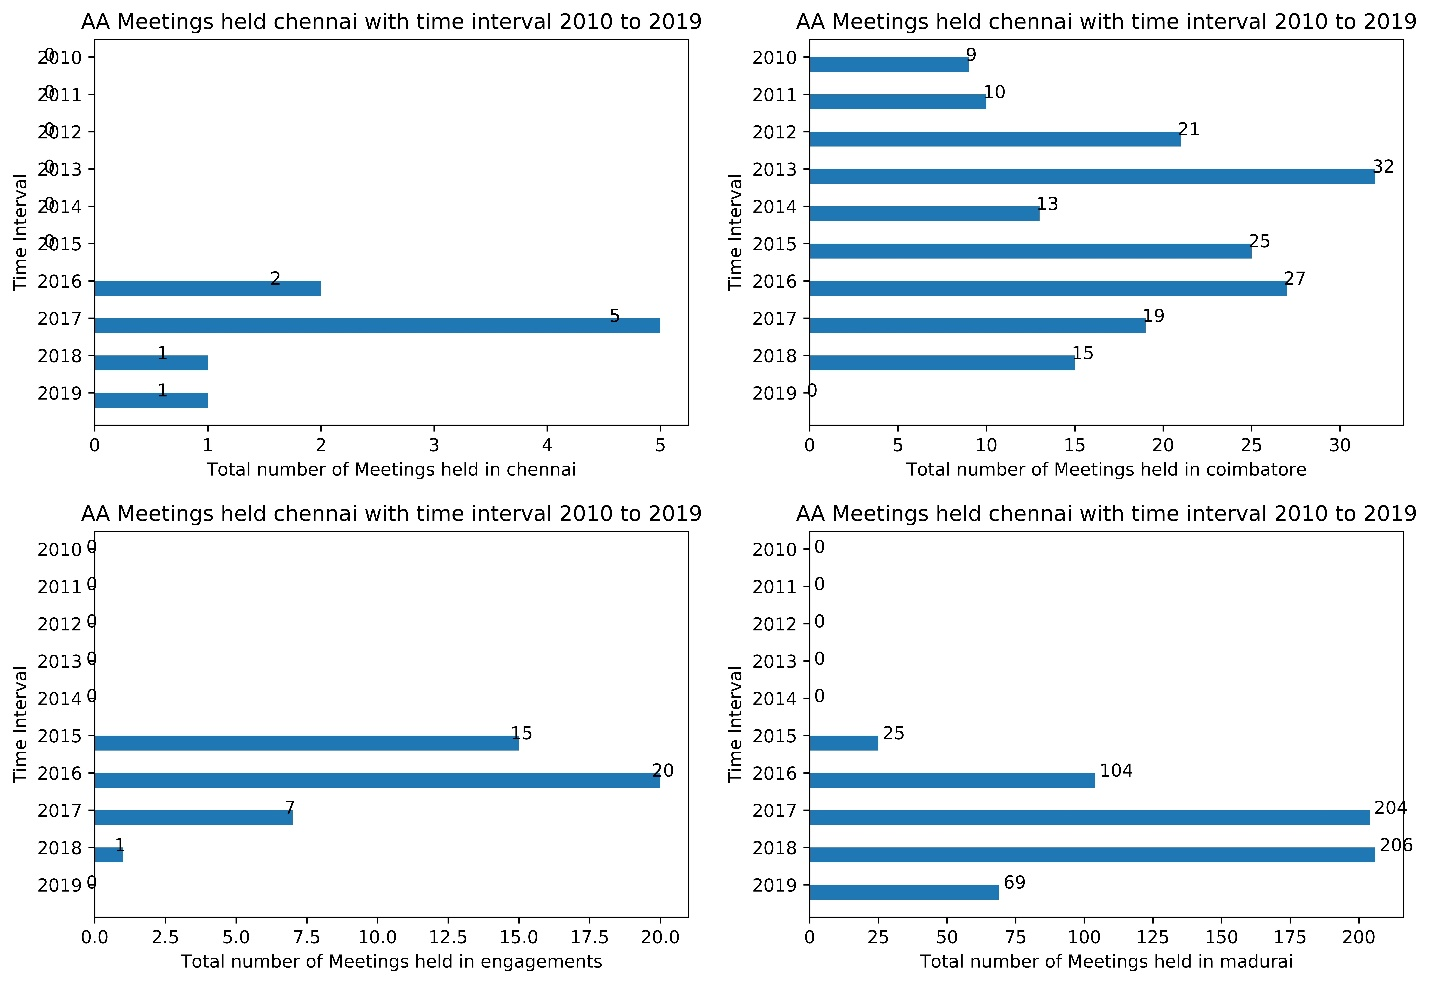 AA Meetings held chennai with time interval 2010 to 2019
Time Interval
2010 0
2011 0
2012 0
2013 0
2014 0
2015 0
2016 2
2017 5
2018 1
2019 1
0 1 2 3 4 5
Total number of Meetings held in chennai
AA Meetings held chennai with time interval 2010 to 2019
Time Interval
2010 9
2011 10
2012 21
2013 32
2014 13
2015 25
2016 27
2017 19
2018 15
2019 0
0 5 10 15 20 25 30
Total number of Meetings held in coimbatore
AA Meetings held chennai with time interval 2010 to 2019
Time Interval
2010 0
2011 0
2012 0
2013 0
2014 0
2015 15
2016 20
2017 7
2018 1
2019 0
0.0 2.5 5.0 7.5 10.0 12.5 15.0 17.5 20.0
Total number of Meetings held in engagements
AA Meetings held chennai with time interval 2010 to 2019
Time Interval
2010 0
2011 0
2012 0
2013 0
2014 0
2015 25
2016 104
2017 204
2018 206
2019 69
0 25 50 75 100 125 150 175 200
Total number of Meetings held in madurai